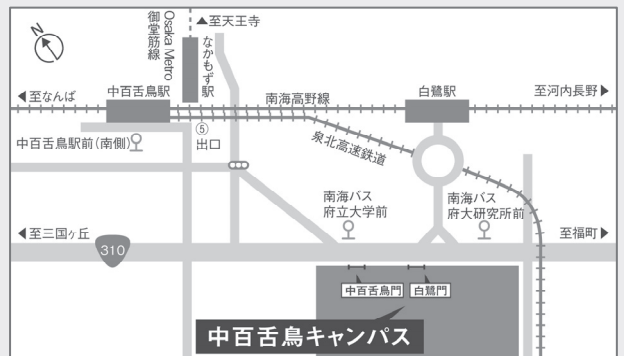 N
▲至天王寺
Osaka Metro
御堂筋線
なかもず駅
◀至なんば
中百舌鳥駅
南海高野線
白鷺駅
至河内長野▶
中百舌鳥駅前(南側)
⑤
出口
泉北高速鉄道
南海バス
府立大学前
南海バス
府大研究所前
◀至三国ヶ丘
310
至福町▶
中百舌鳥門
白鷺門
中百舌鳥キャンパス